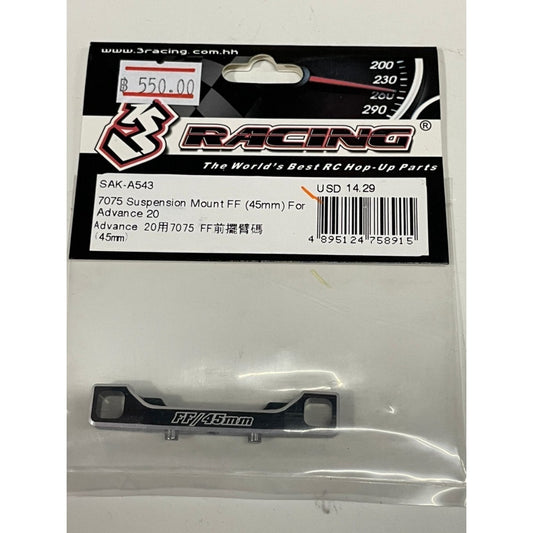 www.3racing.com.hk
฿ 550.00
200
230
260
290
3
RACING®
The World's Best RC Hop-Up Parts
SAK-A543
USD 14.29
7075 Suspension Mount FF (45mm) For
Advance 20
Advance 20用7075 FF前擺臂碼
(45mm)
4 895124 758915
FF/45mm